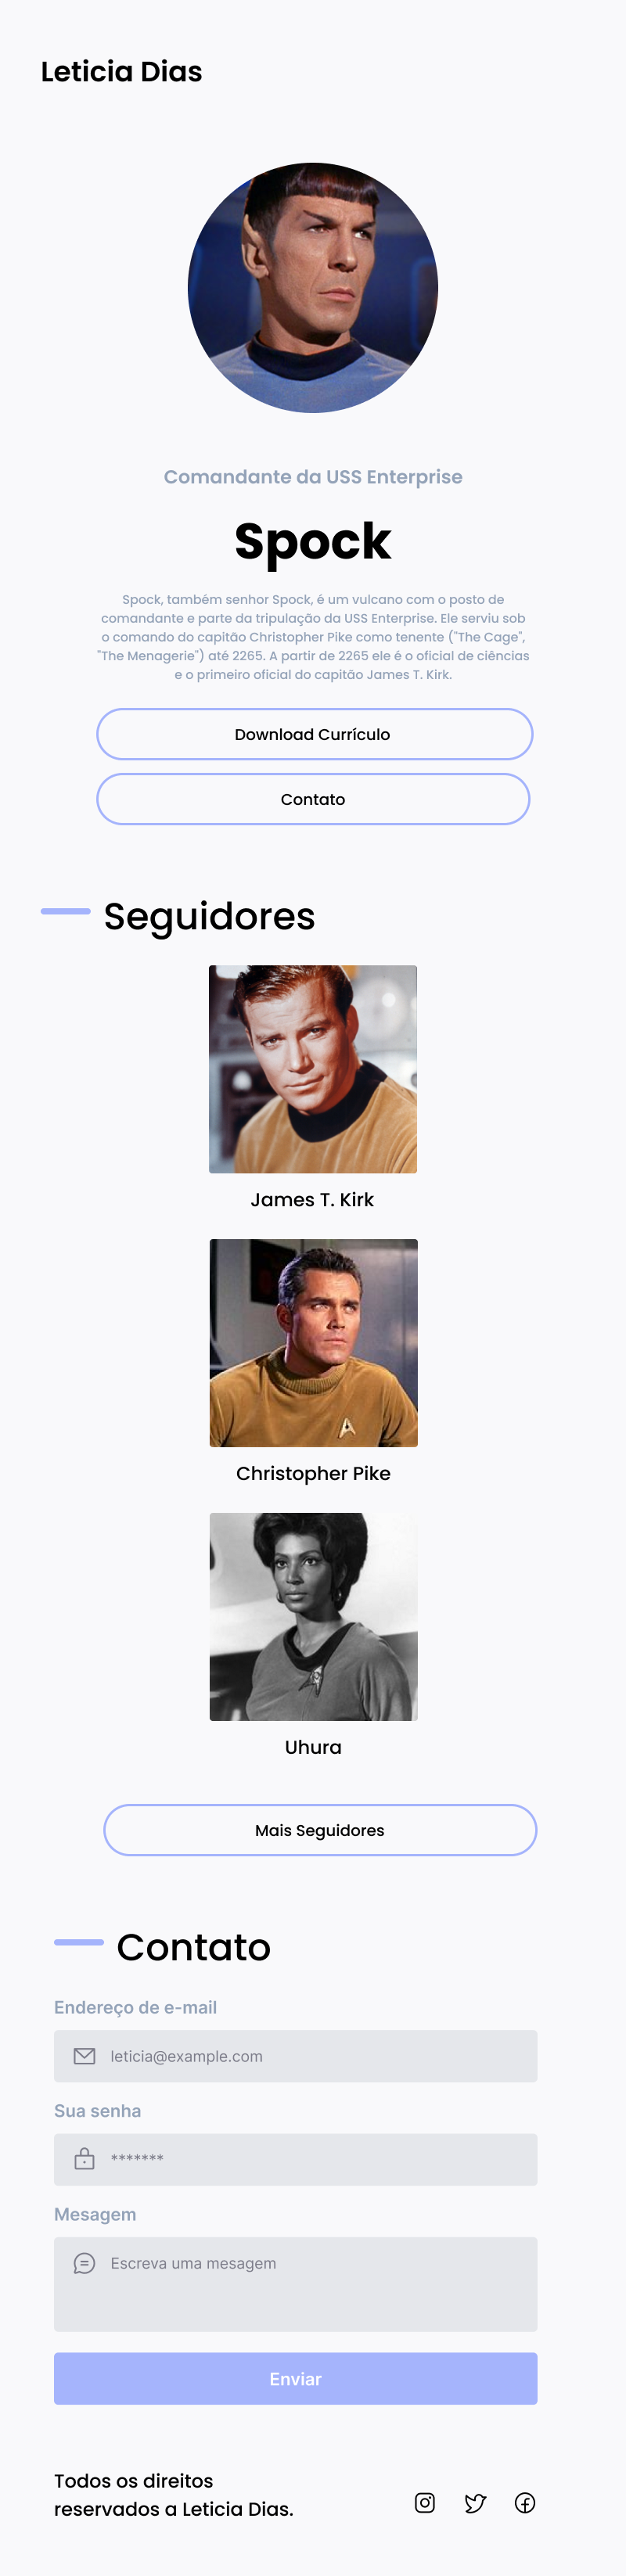 Leticia Dias
Comandante da USS Enterprise
Spock
Spock, também senhor Spock, é um vulcano com o posto de
comandante e parte da tripulação da USS Enterprise. Ele serviu sob
o comando do capitão Christopher Pike como tenente ("The Cage",
"The Menagerie") até 2265. A partir de 2265 ele é o oficial de ciências
e o primeiro oficial do capitão James T. Kirk.
Download Currículo
Contato
Seguidores
James T. Kirk
Christopher Pike
Uhura
Mais Seguidores
Contato
Endereço de e-mail
leticia@example.com
Sua senha
*******
Mesagem
Escreva uma mesagem
Enviar
Todos os direitos
reservados a Leticia Dias.